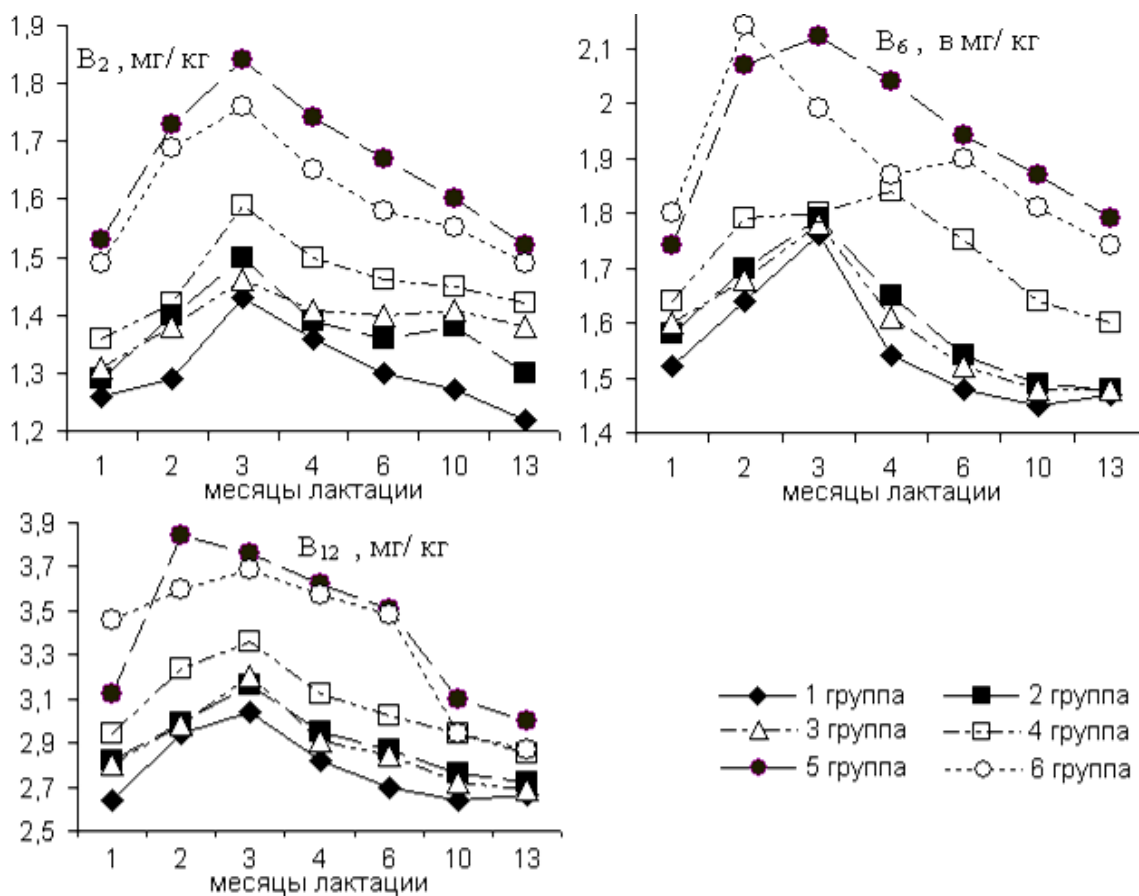 B₂ , мг/ кг
1,9
1,8
1,7
1,6
1,5
1,4
1,3
1,2
1 2 3 4 6 10 13
месяцы лактации
B₆ , в мг/ кг
2,1
2
1,9
1,8
1,7
1,6
1,5
1,4
1 2 3 4 6 10 13
месяцы лактации
B₁₂ , мг/ кг
3,9
3,7
3,5
3,3
3,1
2,9
2,7
2,5
1 2 3 4 6 10 13
месяцы лактации
1 группа 2 группа
3 группа 4 группа
5 группа 6 группа